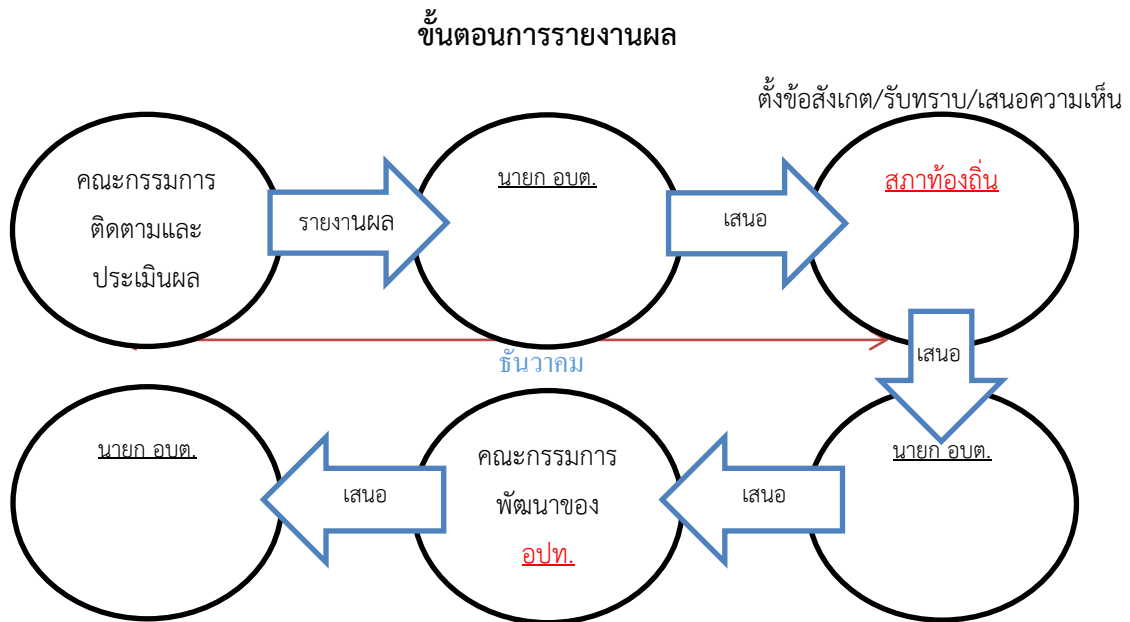 ขั้นตอนการรายงานผล
ตั้งข้อสังเกต/รับทราบ/เสนอความเห็น
คณะกรรมการ
ติดตามและ
ประเมินผล
รายงานผล
นายก อบต.
เสนอ
สภาท้องถิ่น
ธันวาคม
เสนอ
นายก อบต.
เสนอ
คณะกรรมการ
พัฒนาของ
อปท.
เสนอ
นายก อบต.